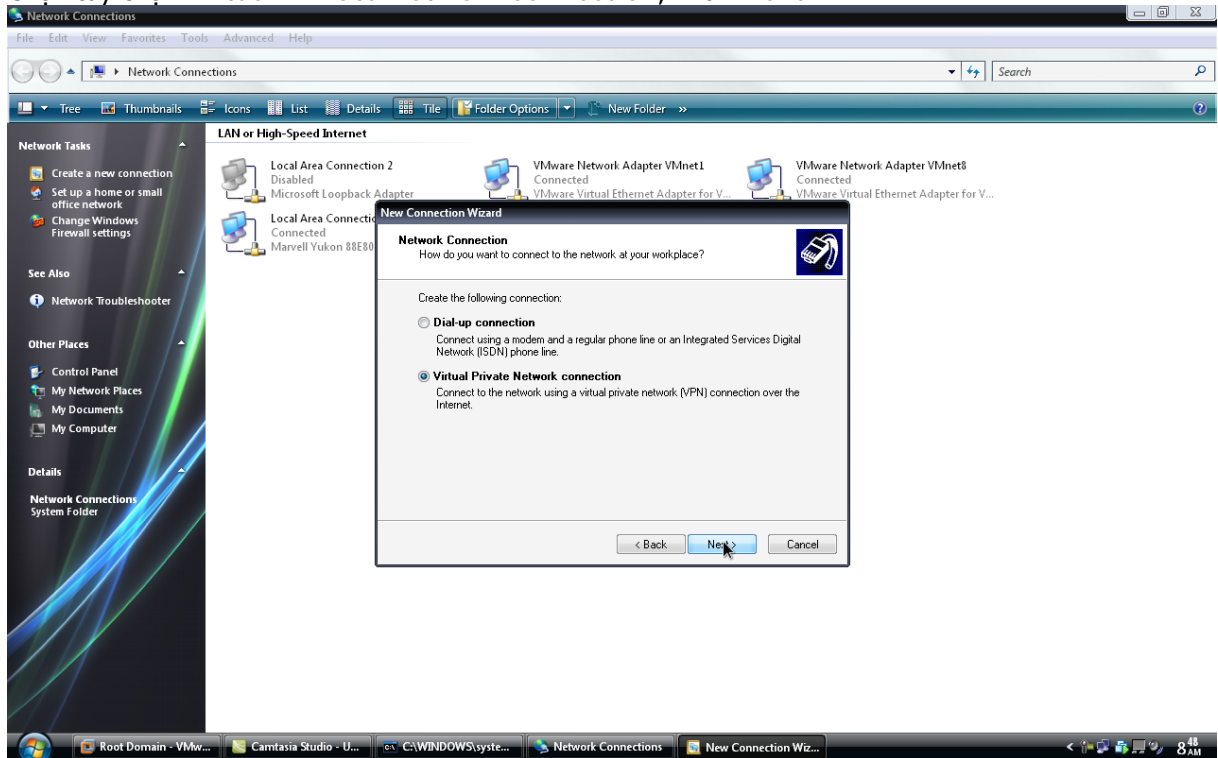 Network Connections
File Edit View Favorites Tools Advanced Help
Network Connections
Search
Tree Thumbnails Icons List Details Tile Folder Options New Folder »
Network Tasks
Create a new connection
Set up a home or small
office network
Change Windows
Firewall settings
See Also
Network Troubleshooter
Other Places
Control Panel
My Network Places
My Documents
My Computer
Details
Network Connections
System Folder
LAN or High-Speed Internet
Local Area Connection 2
Disabled
Microsoft Loopback Adapter
VMware Network Adapter VMnet1
Connected
VMware Virtual Ethernet Adapter for V...
VMware Network Adapter VMnet8
Connected
VMware Virtual Ethernet Adapter for V...
Local Area Connectio
Connected
Marvell Yukon 88E80
New Connection Wizard
Network Connection
How do you want to connect to the network at your workplace?
Create the following connection:
Dial-up connection
Connect using a modem and a regular phone line or an Integrated Services Digital
Network (ISDN) phone line.
Virtual Private Network connection
Connect to the network using a virtual private network (VPN) connection over the
Internet.
< Back Next > Cancel
Root Domain - VMw... Camtasia Studio - U... C:\WINDOWS\syste... Network Connections New Connection Wiz... 8 48 AM